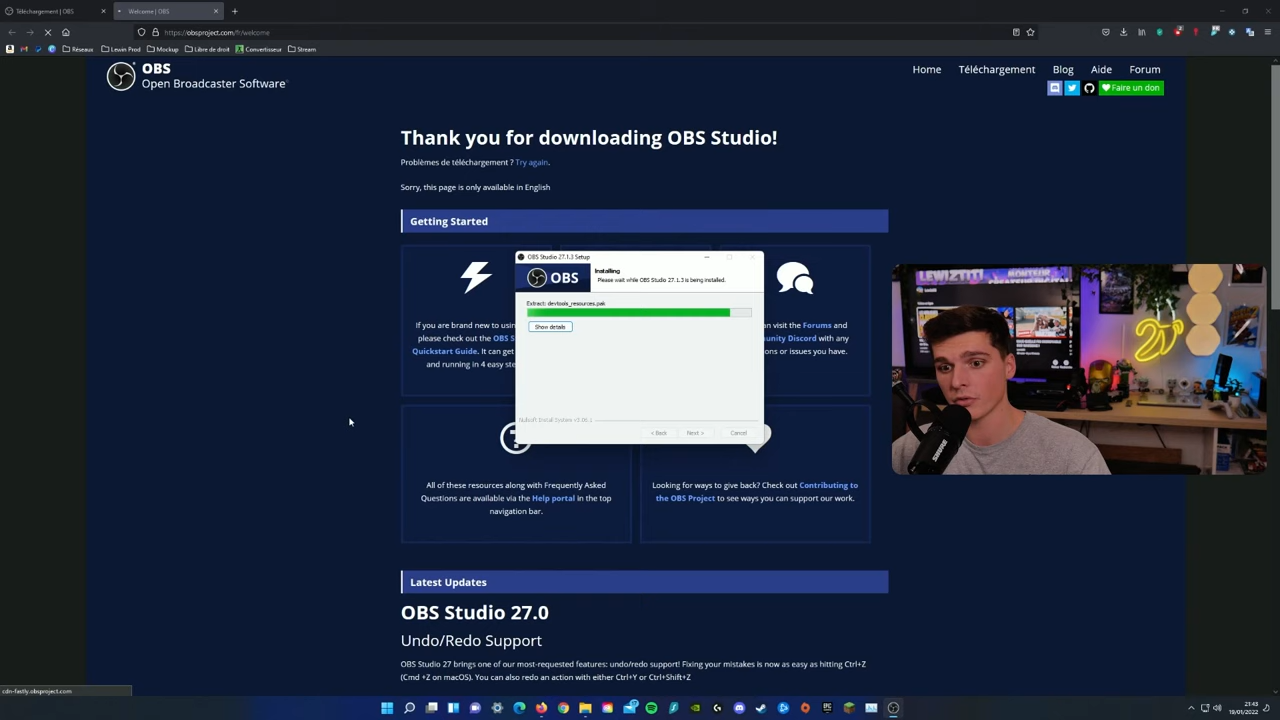 Téléchargement | OBS
Welcome | OBS
https://obsproject.com/fr/welcome
Réseaux
Lewin Prod
Mockup
Libre de droit
Convertisseur
Stream
OBS
Open Broadcaster Software
Home
Téléchargement
Blog
Aide
Forum
Faire un don
Thank you for downloading OBS Studio!
Problèmes de téléchargement ? Try again.
Sorry, this page is only available in English
Getting Started
OBS Studio 27.1.3 Setup
OBS
Installing
Please wait while OBS Studio 27.1.3 is being installed.
Extract: devtools_resources.pak
Show details
< Back
Next >
Cancel
If you are brand new to
please check out the OBS
Quickstart Guide. It can get
and running in 4 easy
visit the Forums and
Discord with any
or issues you have.
All of these resources along with Frequently Asked
Questions are available via the Help portal in the top
navigation bar.
Looking for ways to give back? Check out Contributing to
the OBS Project to see ways you can support our work.
Latest Updates
OBS Studio 27.0
Undo/Redo Support
OBS Studio 27 brings one of our most-requested features: undo/redo support! Fixing your mistakes is now as easy as hitting Ctrl+Z
(Cmd +Z on macOS). You can also redo an action with either Ctrl+Y or Ctrl+Shift+Z
cdn-fastly.obsproject.com
21:43
19/01/2022